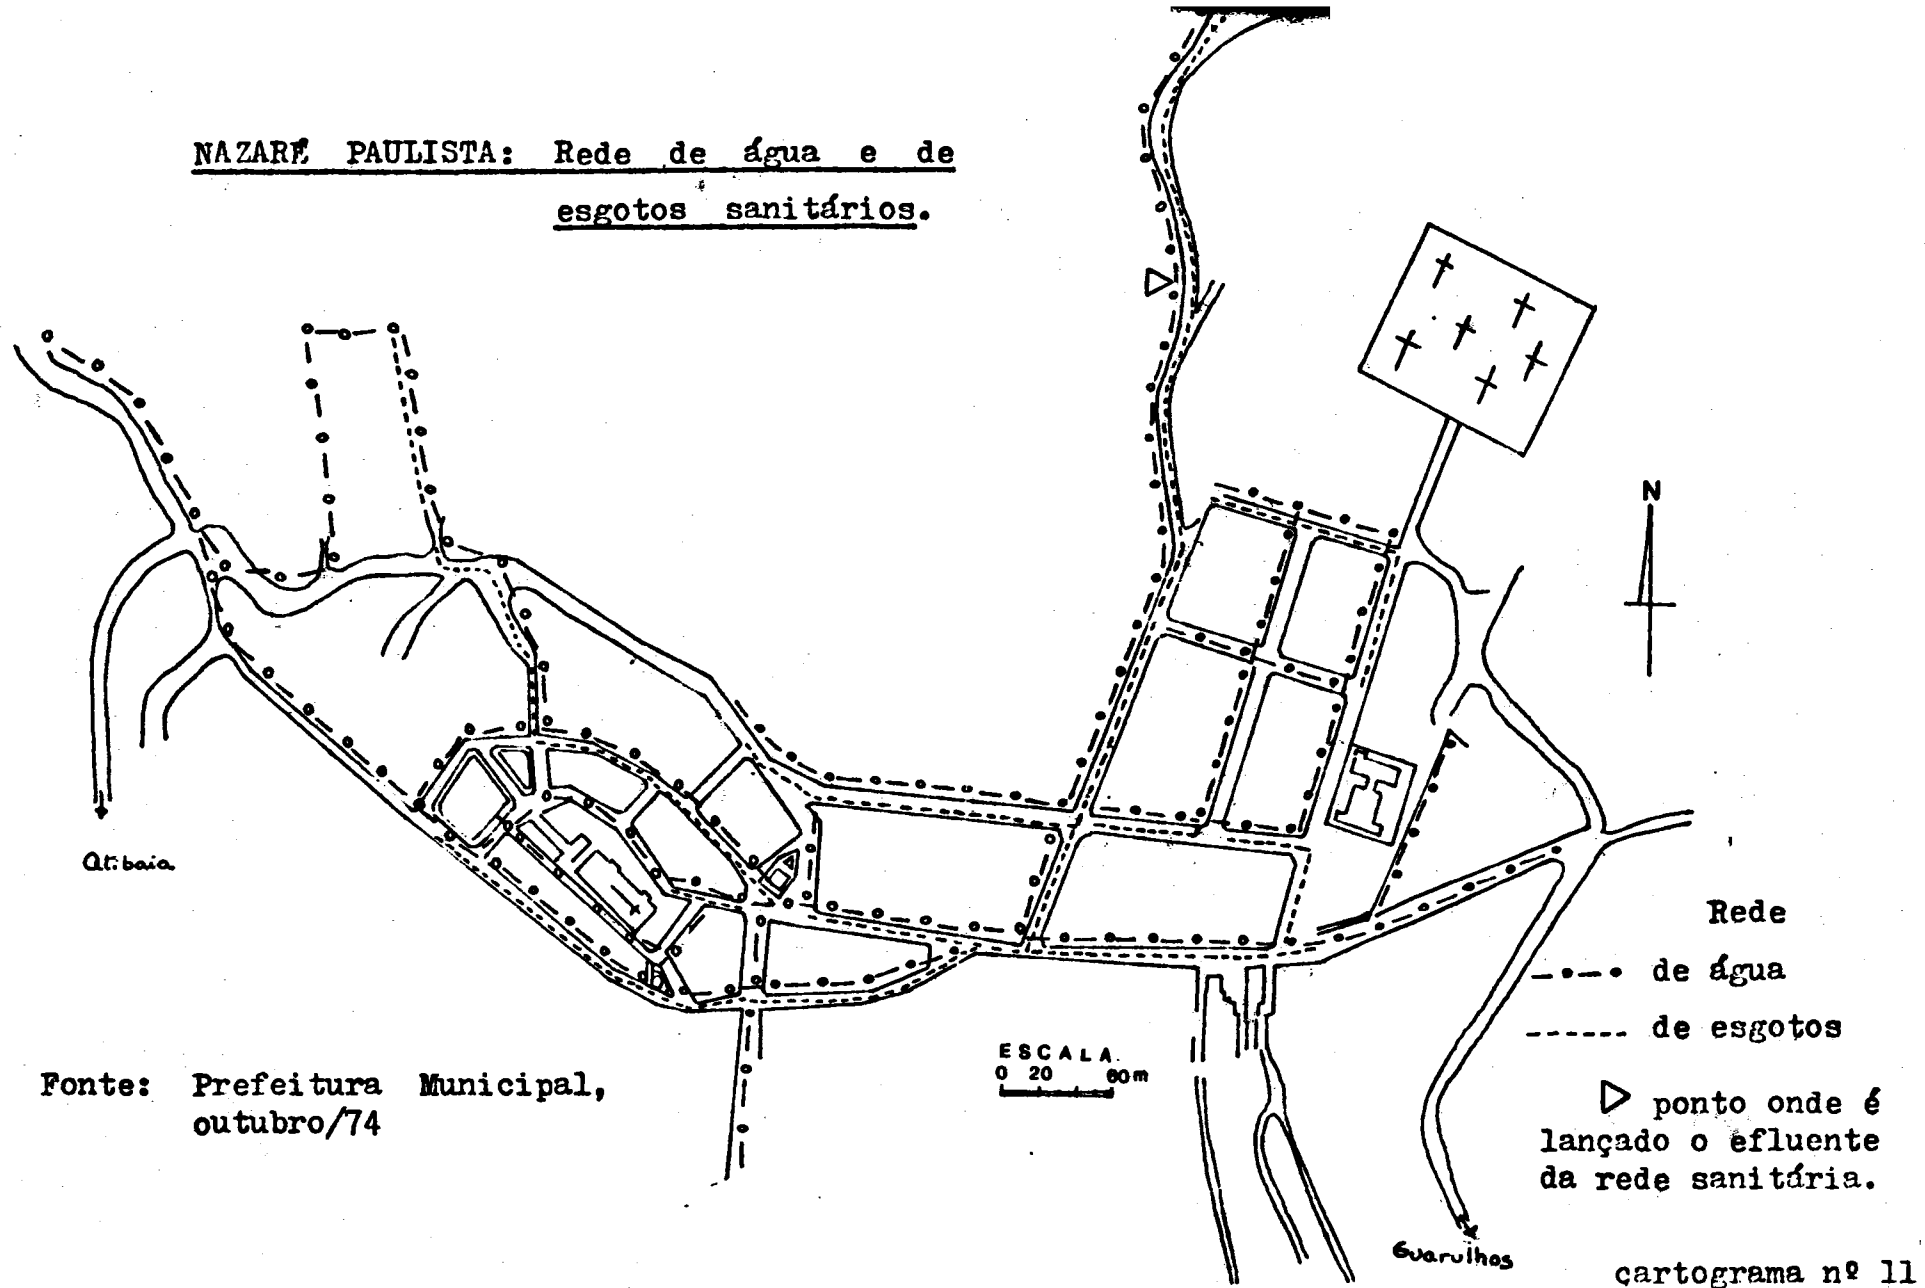 NAZARÉ PAULISTA: Rede de água e de
esgotos sanitários.
N
Atibaia
Rede
de água
de esgotos
ponto onde é
lançado o efluente
da rede sanitária.
ESCALA
0 20 60m
Fonte: Prefeitura Municipal,
outubro/74
Guarulhos
cartograma nº 11